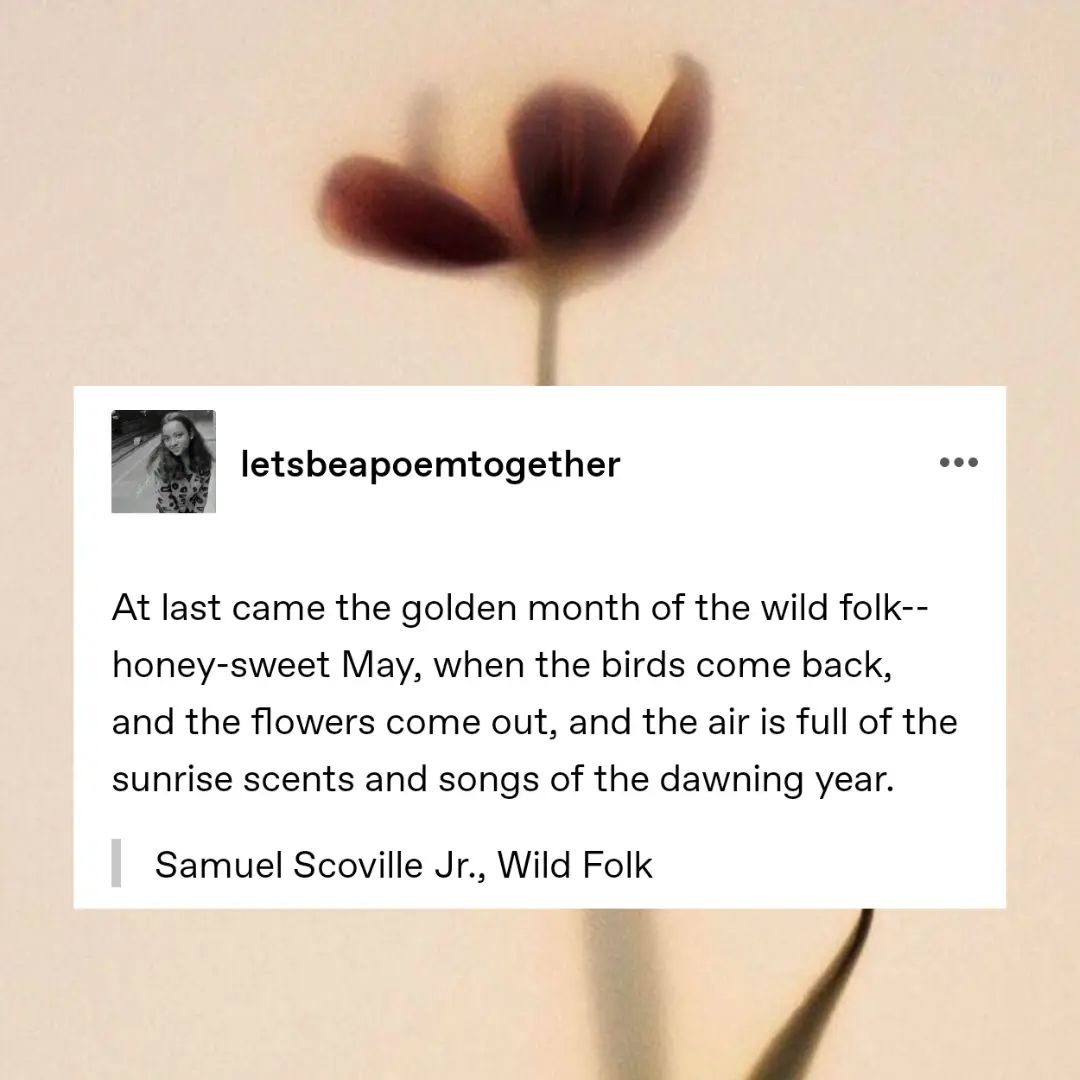 letsbeapoemtogether
At last came the golden month of the wild folk--
honey-sweet May, when the birds come back,
and the flowers come out, and the air is full of the
sunrise scents and songs of the dawning year.
Samuel Scoville Jr., Wild Folk